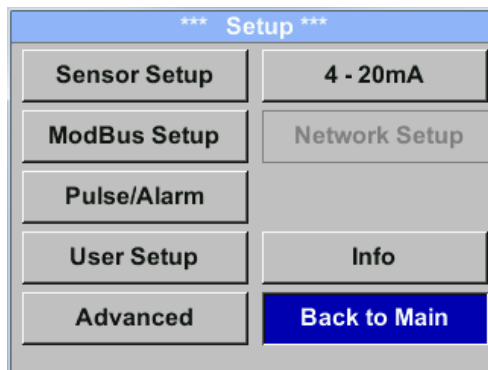 *** Setup ***
Sensor Setup
4 - 20mA
ModBus Setup
Network Setup
Pulse/Alarm
User Setup
Info
Advanced
Back to Main